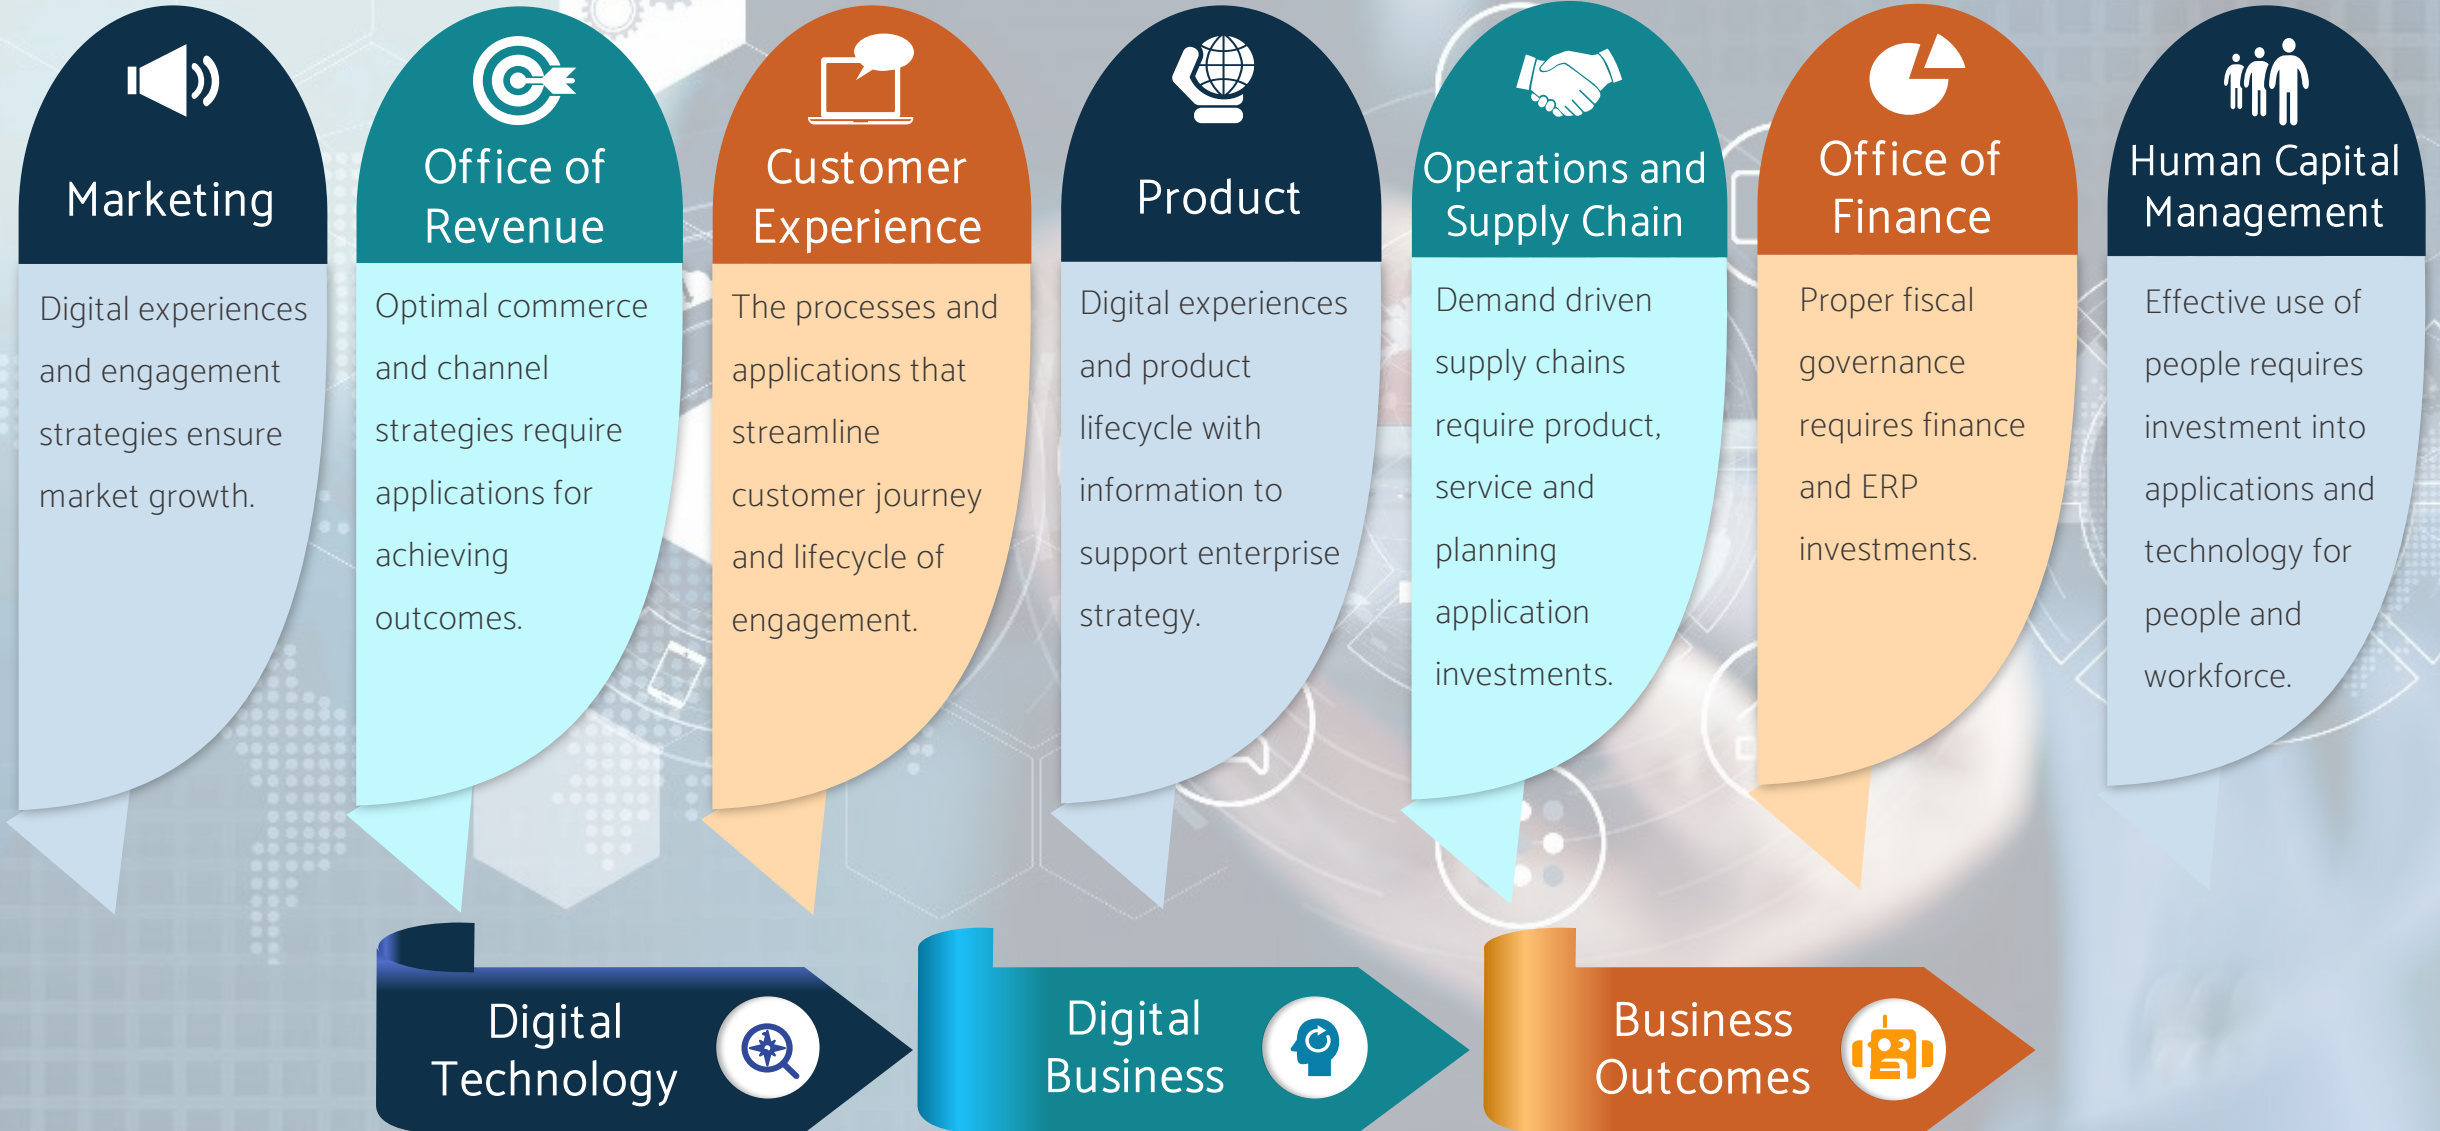 Marketing
Digital experiences
and engagement
strategies ensure
market growth.
Office of
Revenue
Optimal commerce
and channel
strategies require
applications for
achieving
outcomes.
Customer
Experience
The processes and
applications that
streamline
customer journey
and lifecycle of
engagement.
Product
Digital experiences
and product
lifecycle with
information to
support enterprise
strategy.
Operations and
Supply Chain
Demand driven
supply chains
require product,
service and
planning
application
investments.
Office of
Finance
Proper fiscal
governance
requires finance
and ERP
investments.
Human Capital
Management
Effective use of
people requires
investment into
applications and
technology for
people and
workforce.
Digital
Technology
Digital
Business
Business
Outcomes